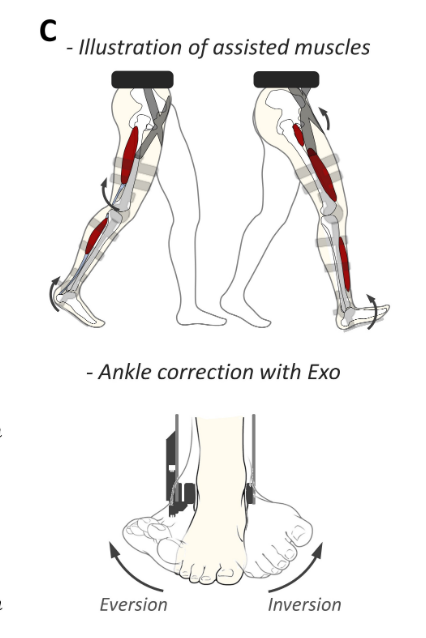 C
- Illustration of assisted muscles
- Ankle correction with Exo
Eversion
Inversion